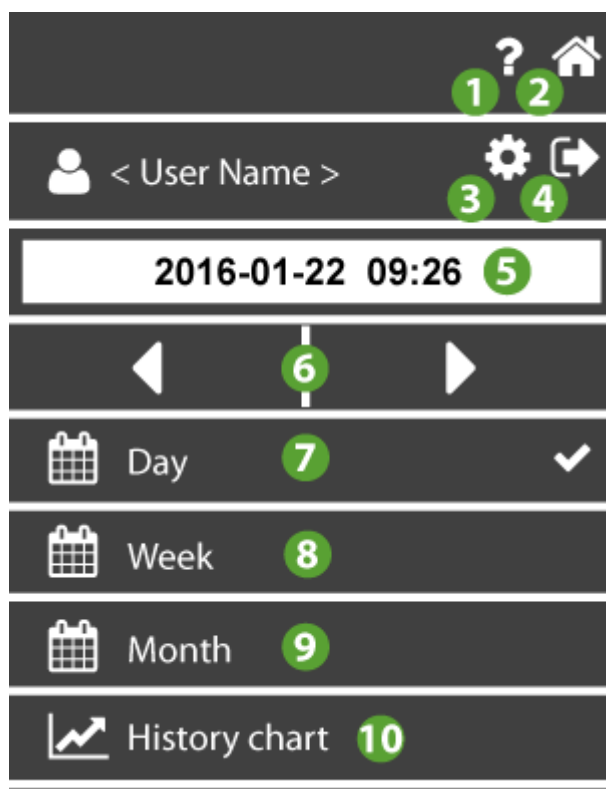 ?
1 2
< User Name >
3 4
2016-01-22 09:26 5
6
Day 7
Week 8
Month 9
History chart 10